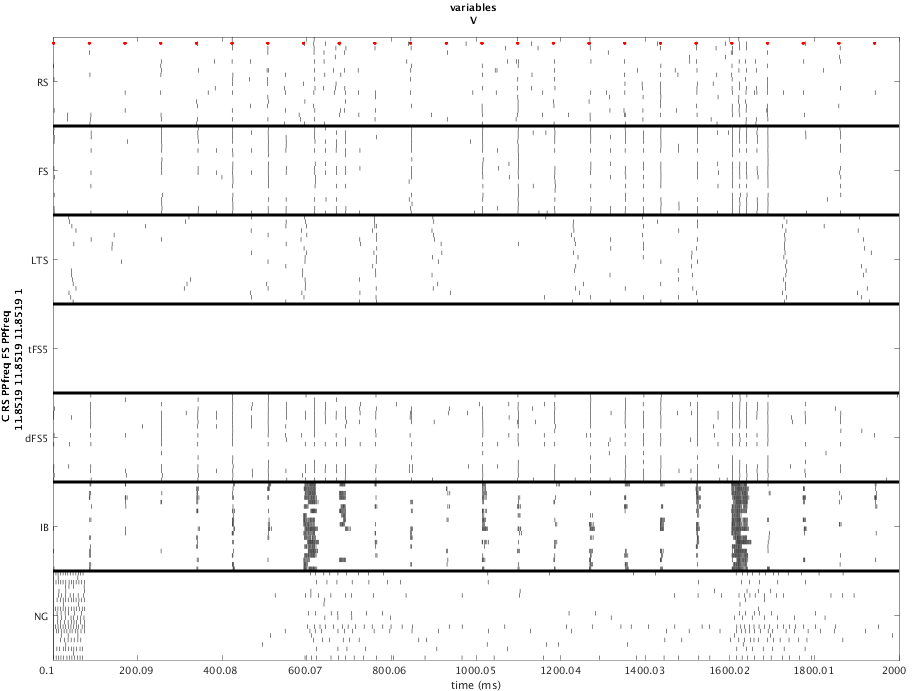 variables
V
RS
FS
LTS
tFS5
dFS5
IB
NG
C RS PPfreq FS PPfreq
11.8519 11.8519 11.8519 1
0.1 200.09 400.08 600.07 800.06 1000.05 1200.04 1400.03 1600.02 1800.01 2000
time (ms)